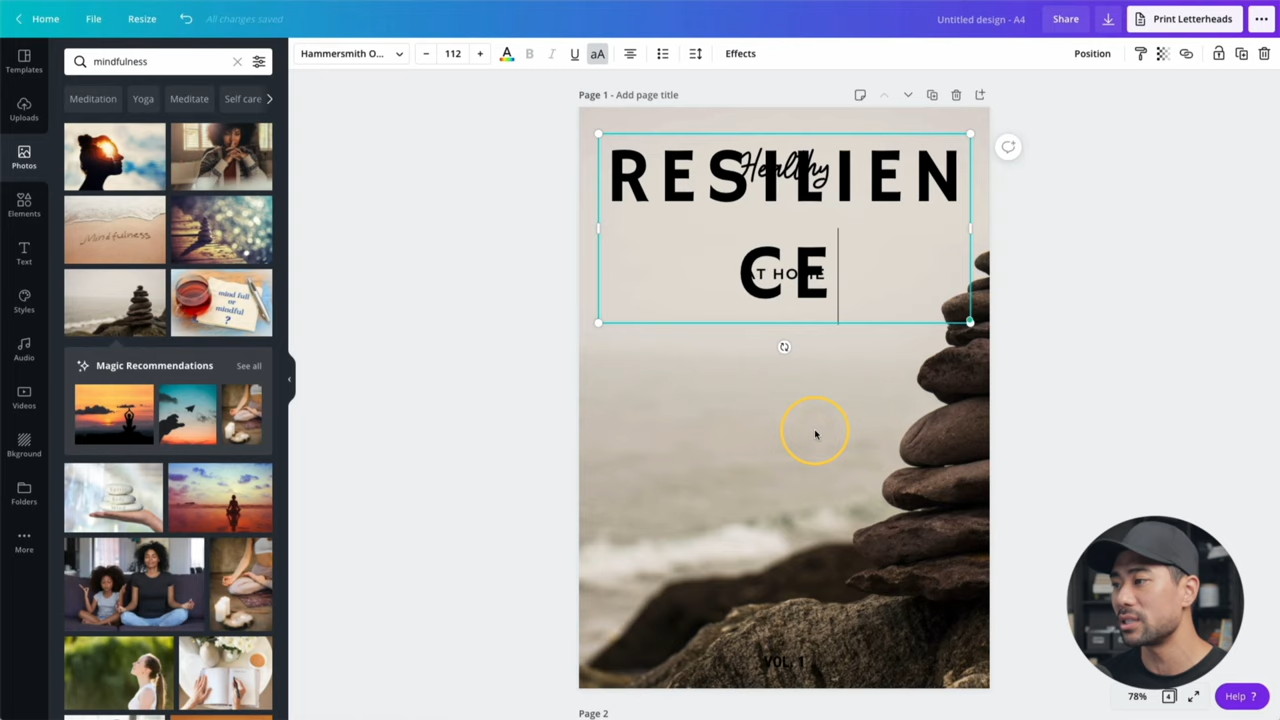 Home File Resize All changes saved Untitled design - A4 Share Print Letterheads
mindfulness
Hammersmith O... 112 A B I U aA Effects Position
Templates
Uploads
Photos
Elements
Text
Styles
Audio
Videos
Bkground
Folders
More
Meditation Yoga Meditate Self care
Mindfulness
mind full
or
mindful
?
Magic Recommendations See all
Page 1 - Add page title
RESILIEN
CE
Healthy
AT HOME
VOL. 1
Page 2
78% 4 Help ?